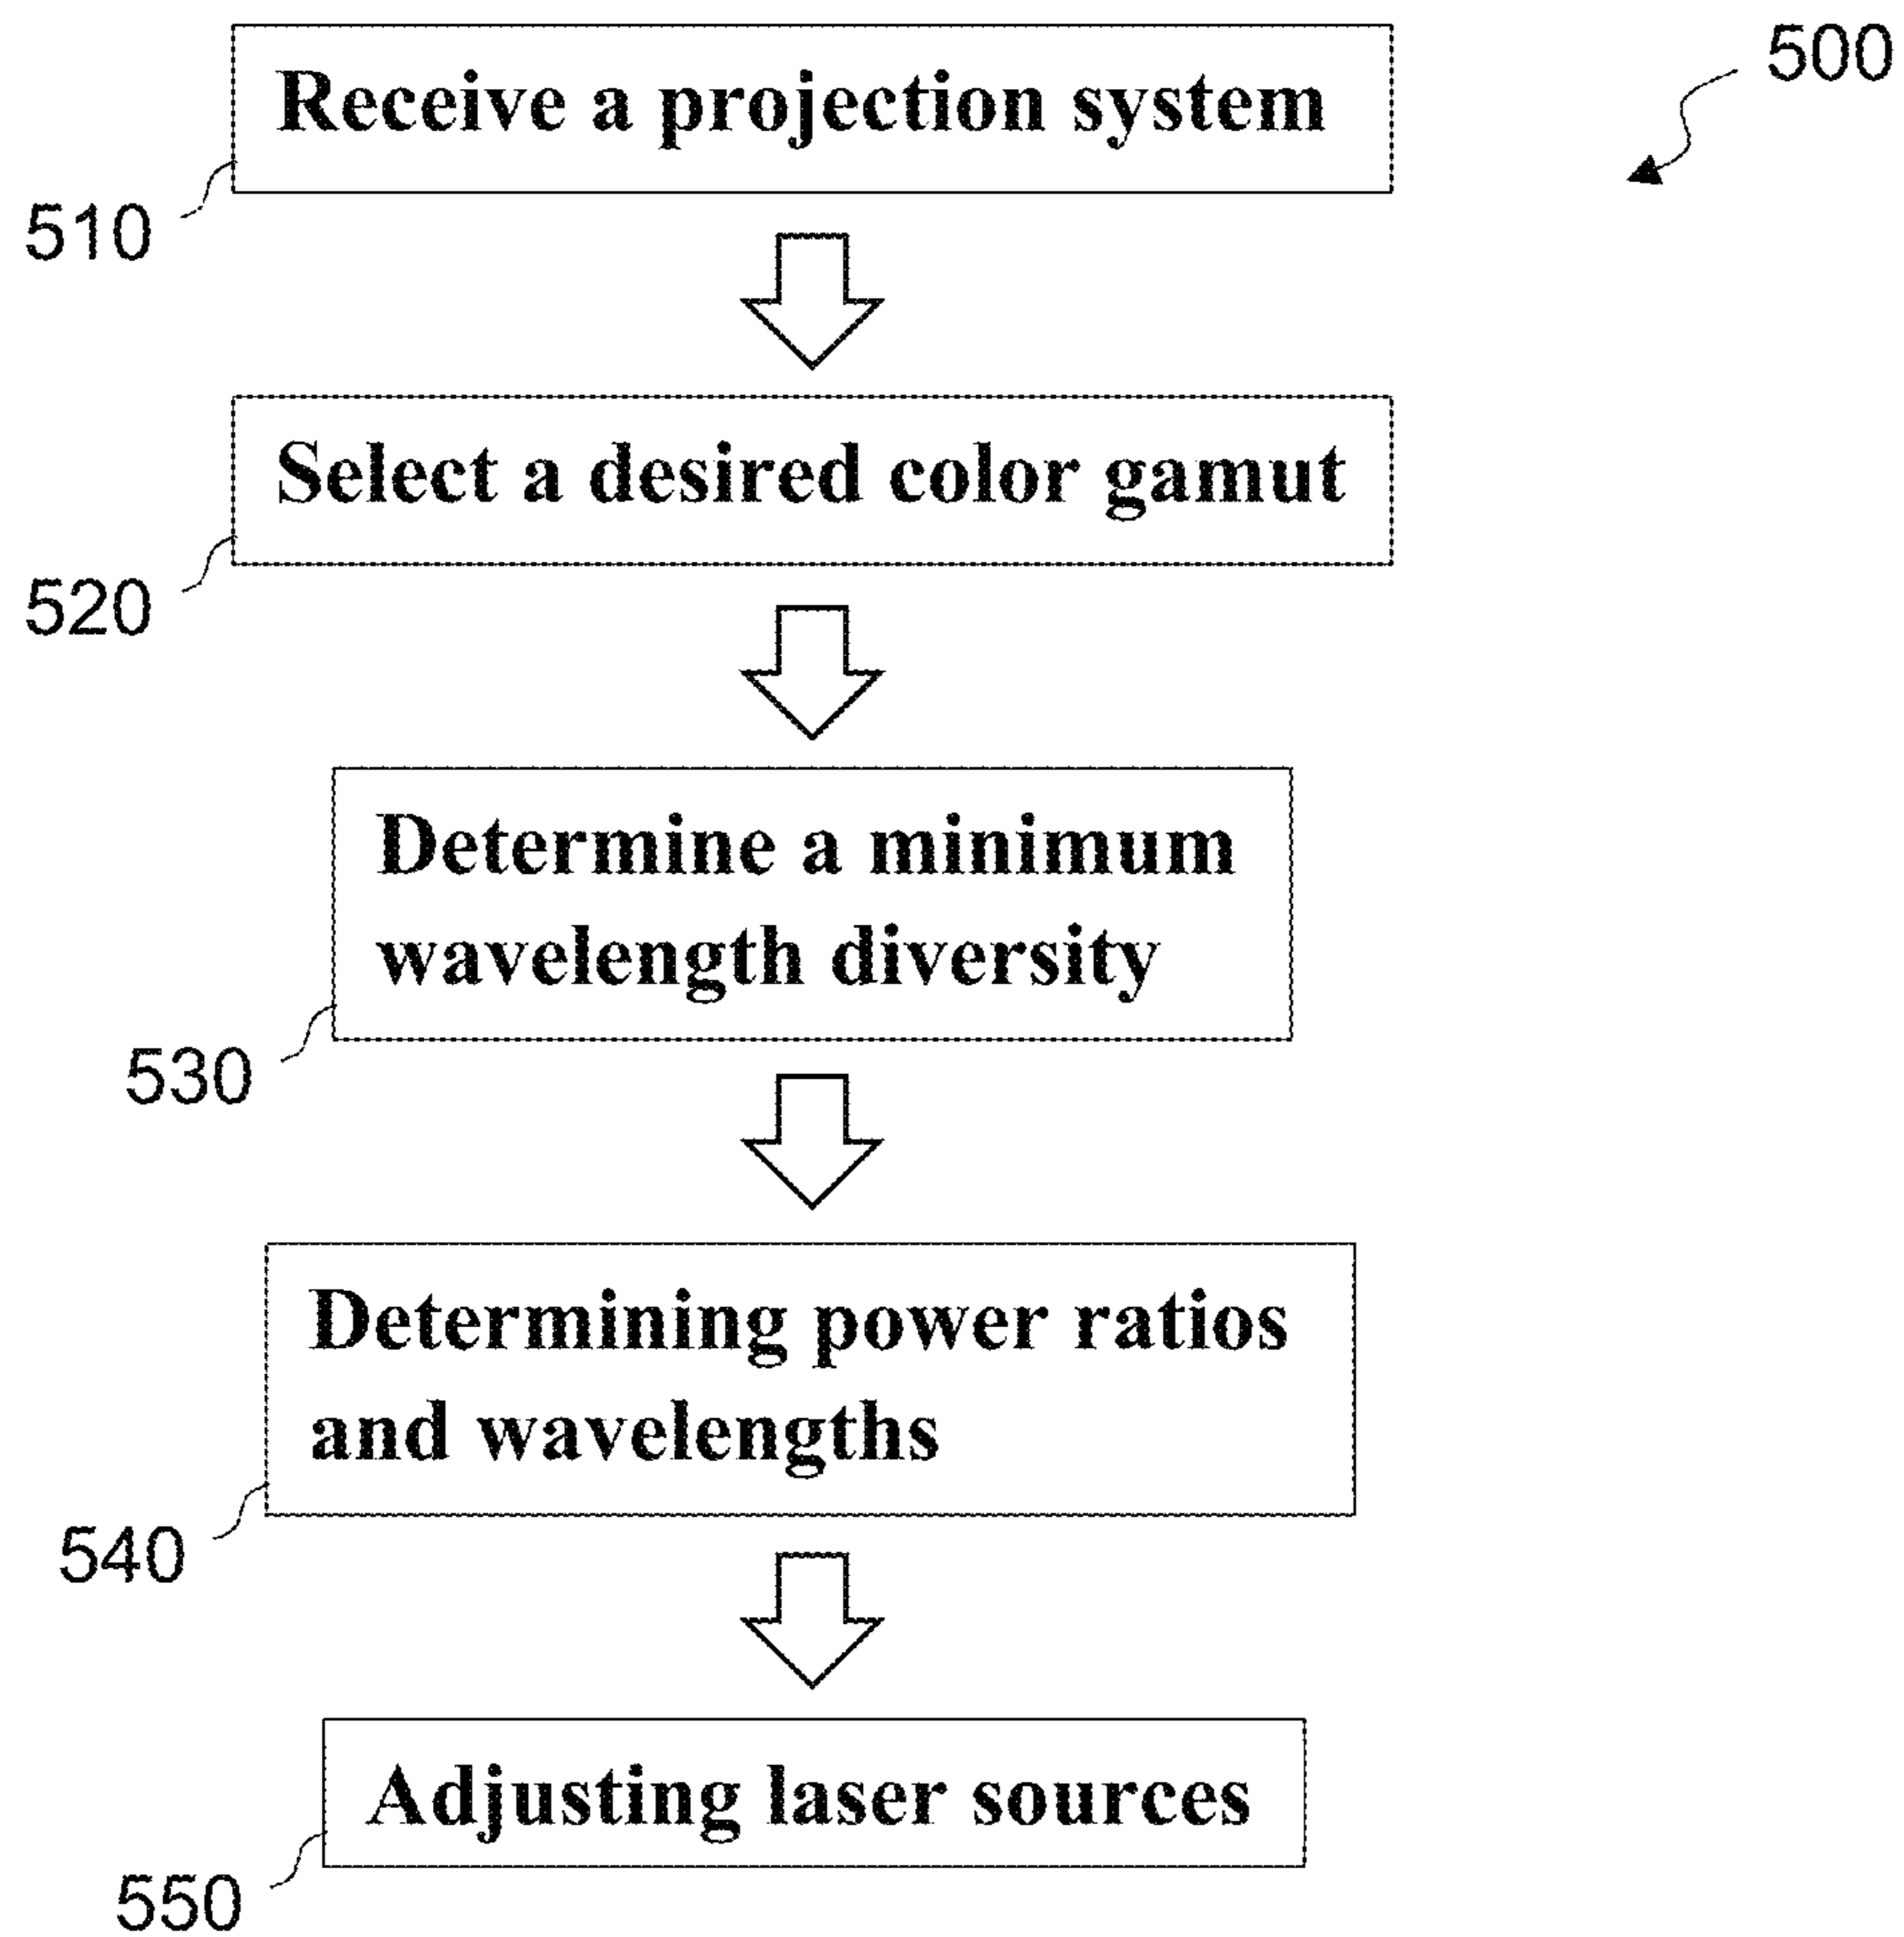 500
Receive a projection system
510
Select a desired color gamut
520
Determine a minimum
wavelength diversity
530
Determining power ratios
and wavelengths
540
Adjusting laser sources
550